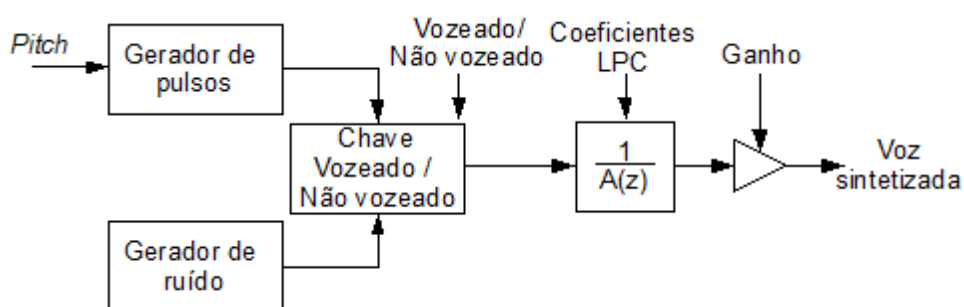 Pitch
Gerador de
pulsos
Vozeado/
Não vozeado
Coeficientes
LPC
Ganho
Chave
Vozeado /
Não vozeado
1
A(z)
Voz
sintetizada
Gerador de
ruído